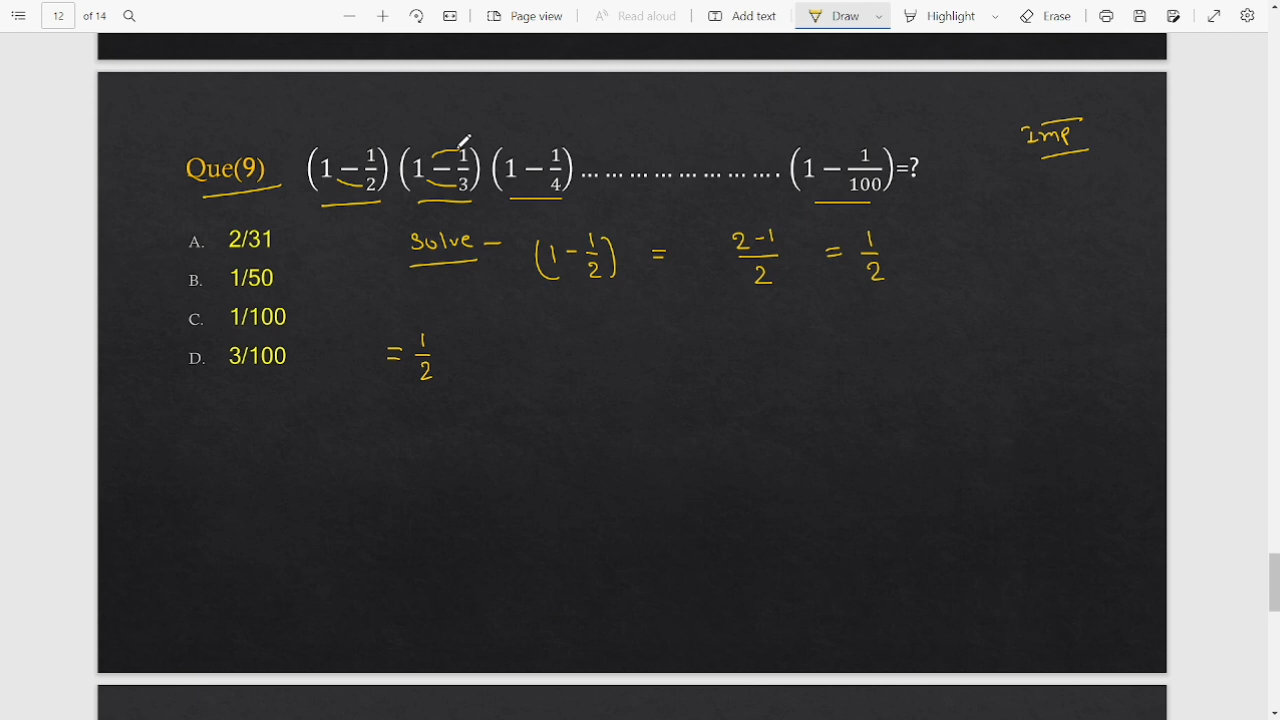 12 of 14 Page view Read aloud Add text Draw Highlight Erase
Imp
Que(9) (1 − 1/2) (1 − 1/3) (1 − 1/4) ... ... ... ... ... ... ... ... . (1 − 1/100)=?
A. 2/31
Solve – (1 - 1/2) = 2-1/2 = 1/2
B. 1/50
C. 1/100
D. 3/100
= 1/2